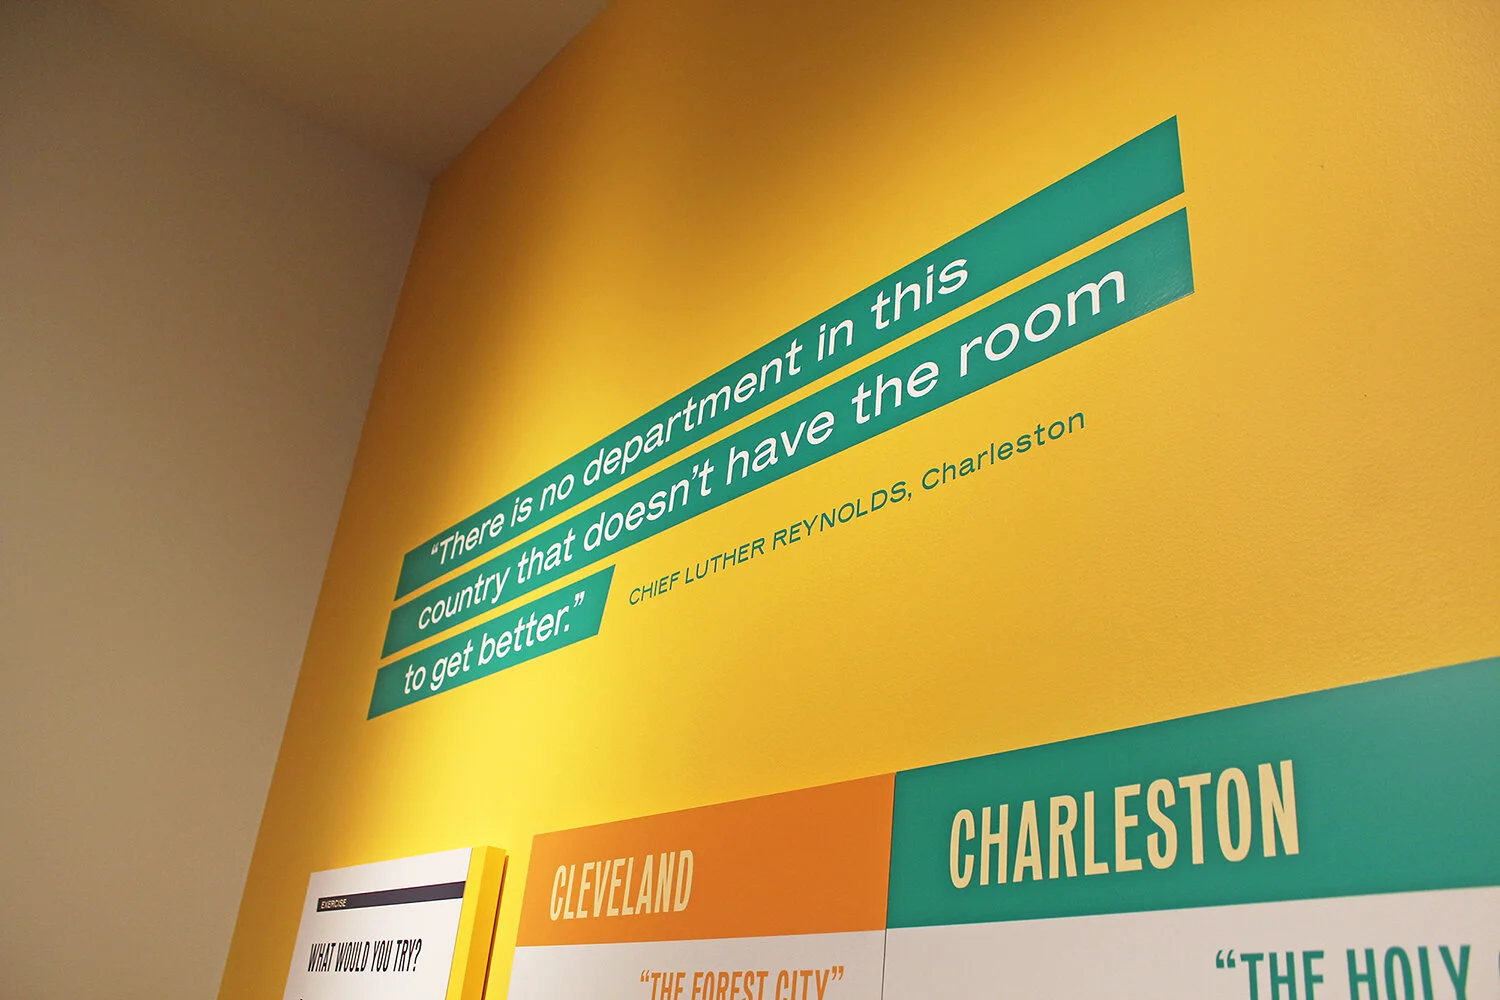 “There is no department in this
country that doesn’t have the room
to get better.”
CHIEF LUTHER REYNOLDS, Charleston
EXERCISE
WHAT WOULD YOU TRY?
CLEVELAND
“THE FOREST CITY”
CHARLESTON
“THE HOLY